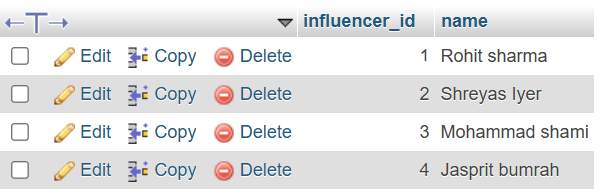 influencer_id name
Edit Copy Delete 1 Rohit sharma
Edit Copy Delete 2 Shreyas Iyer
Edit Copy Delete 3 Mohammad shami
Edit Copy Delete 4 Jasprit bumrah